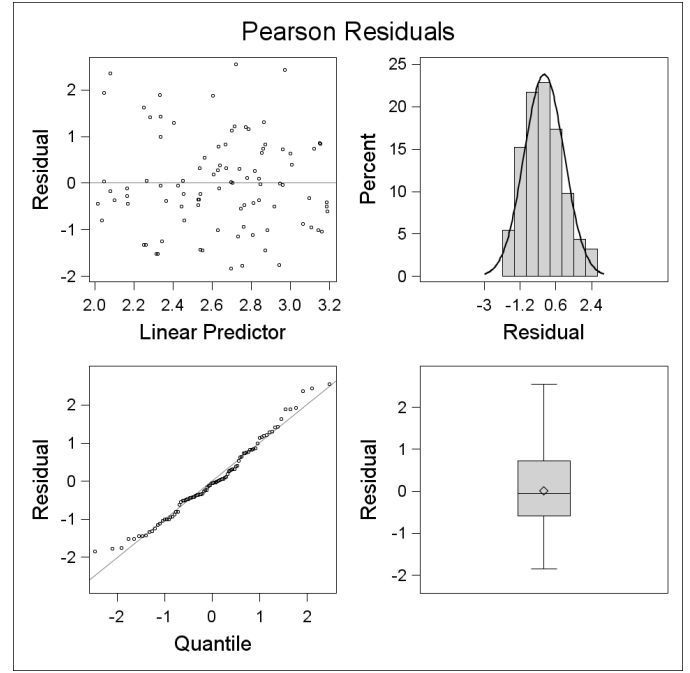 Pearson Residuals
Residual
2
1
0
-1
-2
2.0 2.2 2.4 2.6 2.8 3.0 3.2
Linear Predictor
Percent
25
20
15
10
5
0
-3 -1.2 0.6 2.4
Residual
Residual
2
1
0
-1
-2
-2 -1 0 1 2
Quantile
Residual
2
1
0
-1
-2